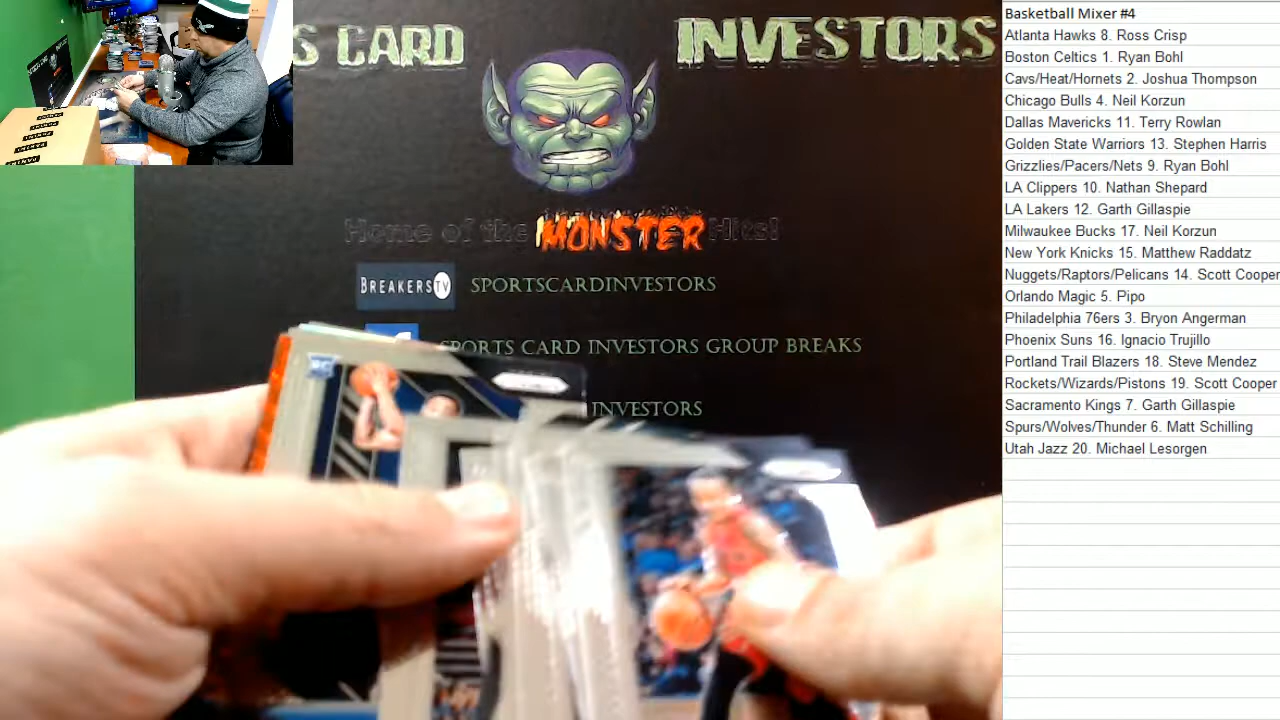 S CARD INVESTORS
Home of the MONSTER Hits!
BREAKERSTV SPORTSCARDINVESTORS
SPORTS CARD INVESTORS GROUP BREAKS
INVESTORS
Basketball Mixer #4
Atlanta Hawks 8. Ross Crisp
Boston Celtics 1. Ryan Bohl
Cavs/Heat/Hornets 2. Joshua Thompson
Chicago Bulls 4. Neil Korzun
Dallas Mavericks 11. Terry Rowlan
Golden State Warriors 13. Stephen Harris
Grizzlies/Pacers/Nets 9. Ryan Bohl
LA Clippers 10. Nathan Shepard
LA Lakers 12. Garth Gillaspie
Milwaukee Bucks 17. Neil Korzun
New York Knicks 15. Matthew Raddatz
Nuggets/Raptors/Pelicans 14. Scott Cooper
Orlando Magic 5. Pipo
Philadelphia 76ers 3. Bryon Angerman
Phoenix Suns 16. Ignacio Trujillo
Portland Trail Blazers 18. Steve Mendez
Rockets/Wizards/Pistons 19. Scott Cooper
Sacramento Kings 7. Garth Gillaspie
Spurs/Wolves/Thunder 6. Matt Schilling
Utah Jazz 20. Michael Lesorgen